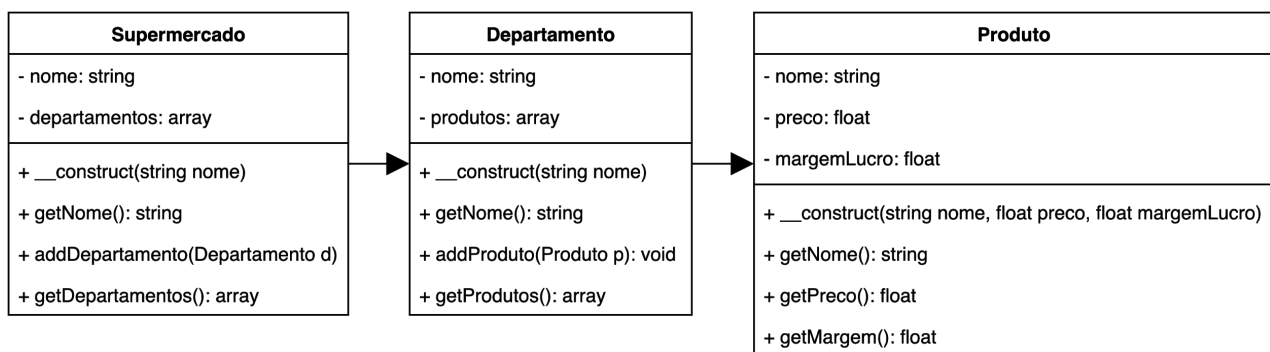 Supermercado
- nome: string
- departamentos: array
+ __construct(string nome)
+ getNome(): string
+ addDepartamento(Departamento d)
+ getDepartamentos(): array
Departamento
- nome: string
- produtos: array
+ __construct(string nome)
+ getNome(): string
+ addProduto(Produto p): void
+ getProdutos(): array
Produto
- nome: string
- preco: float
- margemLucro: float
+ __construct(string nome, float preco, float margemLucro)
+ getNome(): string
+ getPreco(): float
+ getMargem(): float